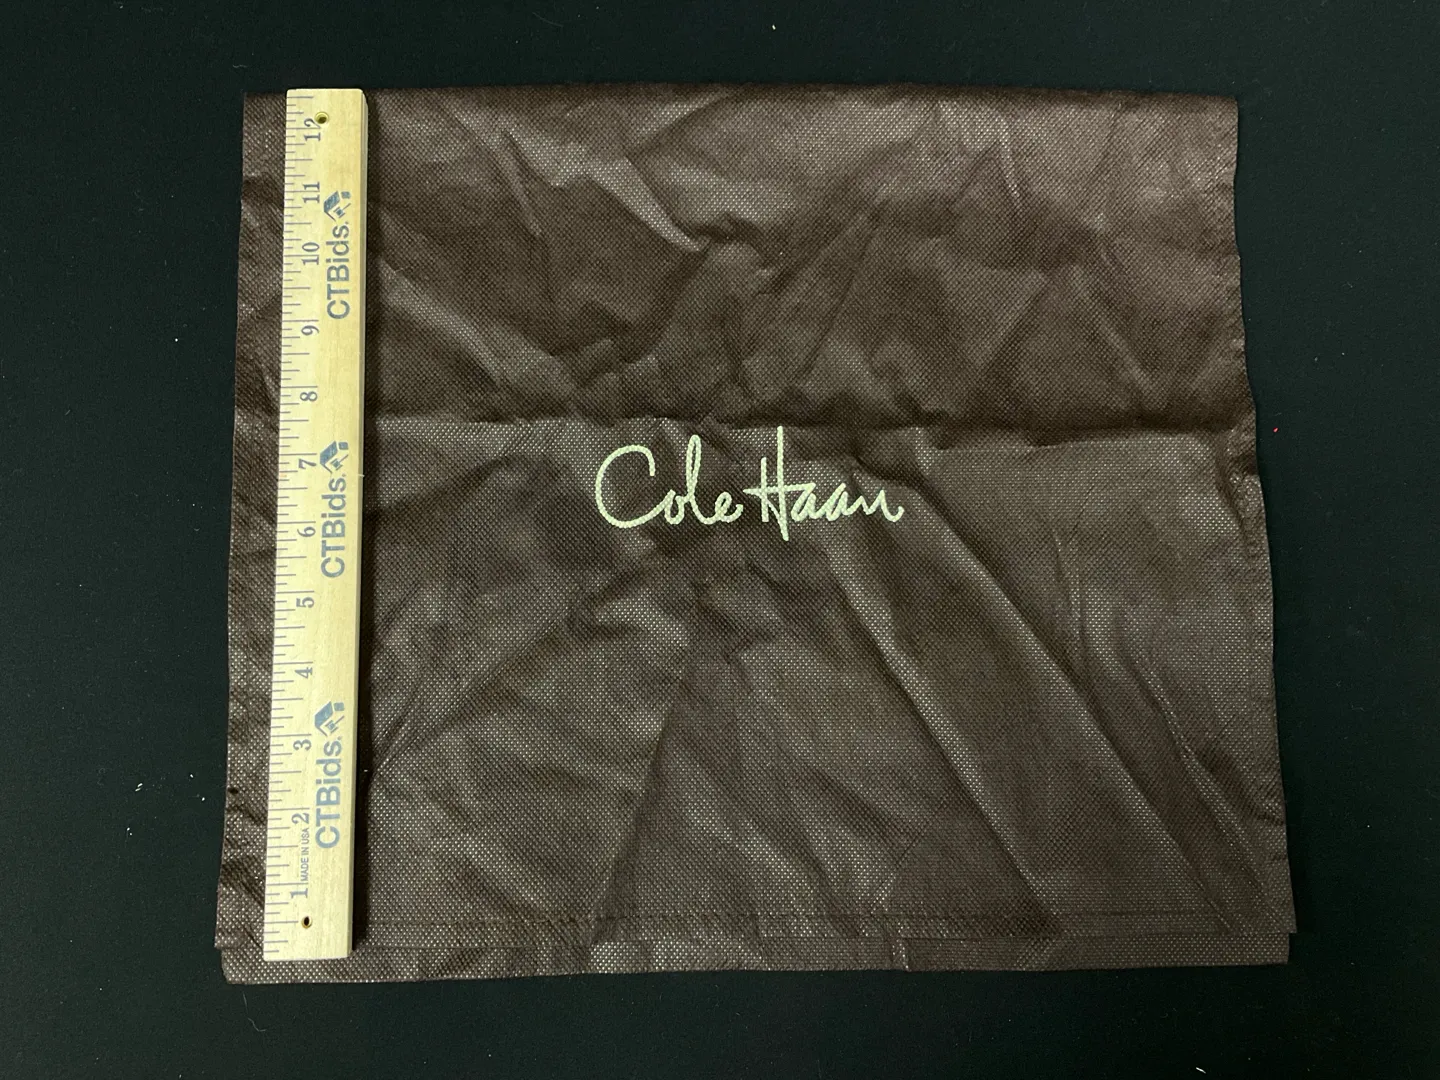 Cole Haan
CTBids.
CTBids.
CTBids.
MADE IN USA
1 2 3 4 5 6 7 8 9 10 11 12